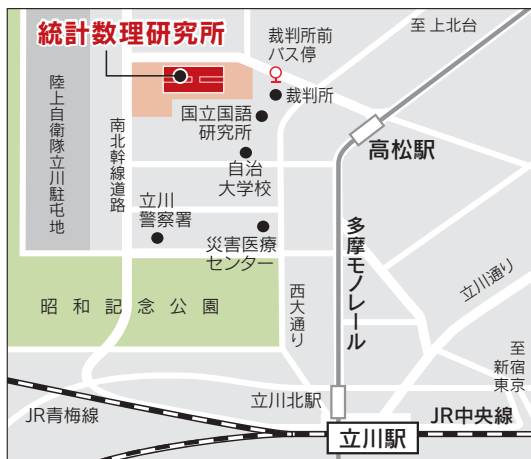 統計数理研究所
裁判所前
バス停
至 上北台
裁判所
国立国語
研究所
高松駅
自治
大学校
陸上自衛隊立川駐屯地
南北幹線道路
立川
警察署
災害医療
センター
多摩モノレール
立川通り
昭和記念公園
西大通り
至
新宿
東京
立川北駅
JR青梅線
JR中央線
立川駅